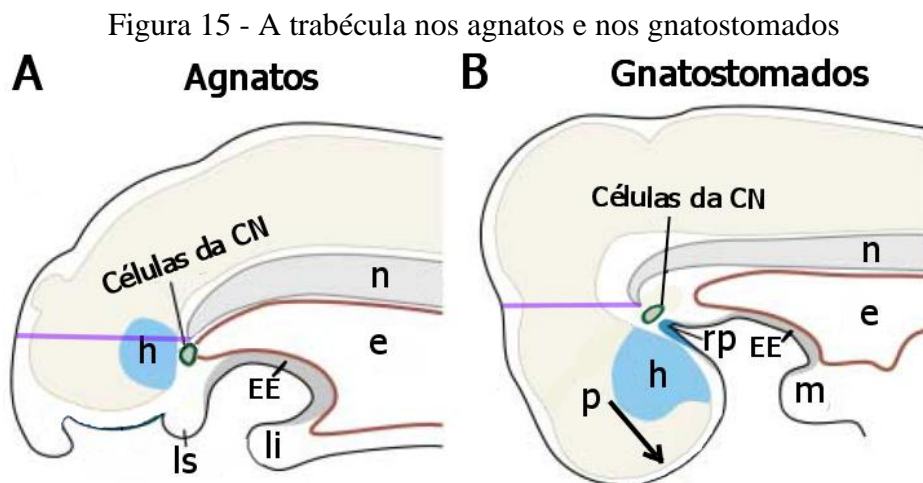 Figura 15 - A trabécula nos agnatos e nos gnatostomados
A Agnatos
Células da CN
n
h
e
EE
ls
li
B Gnatostomados
Células da CN
n
rp
EE
e
h
p
m